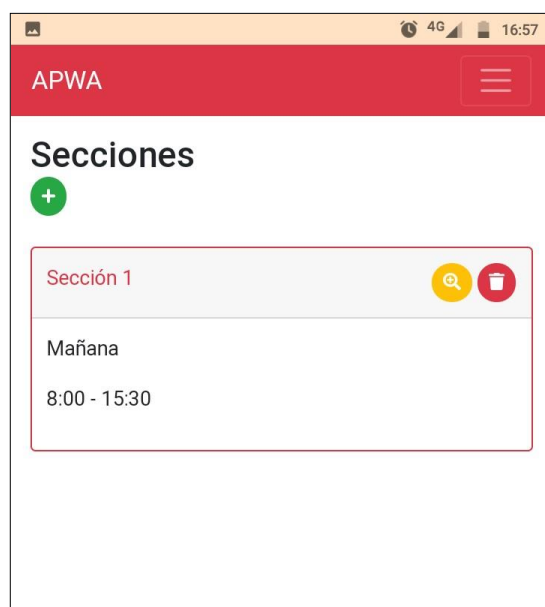 4G 16:57
APWA
Secciones
Sección 1
Mañana
8:00 - 15:30